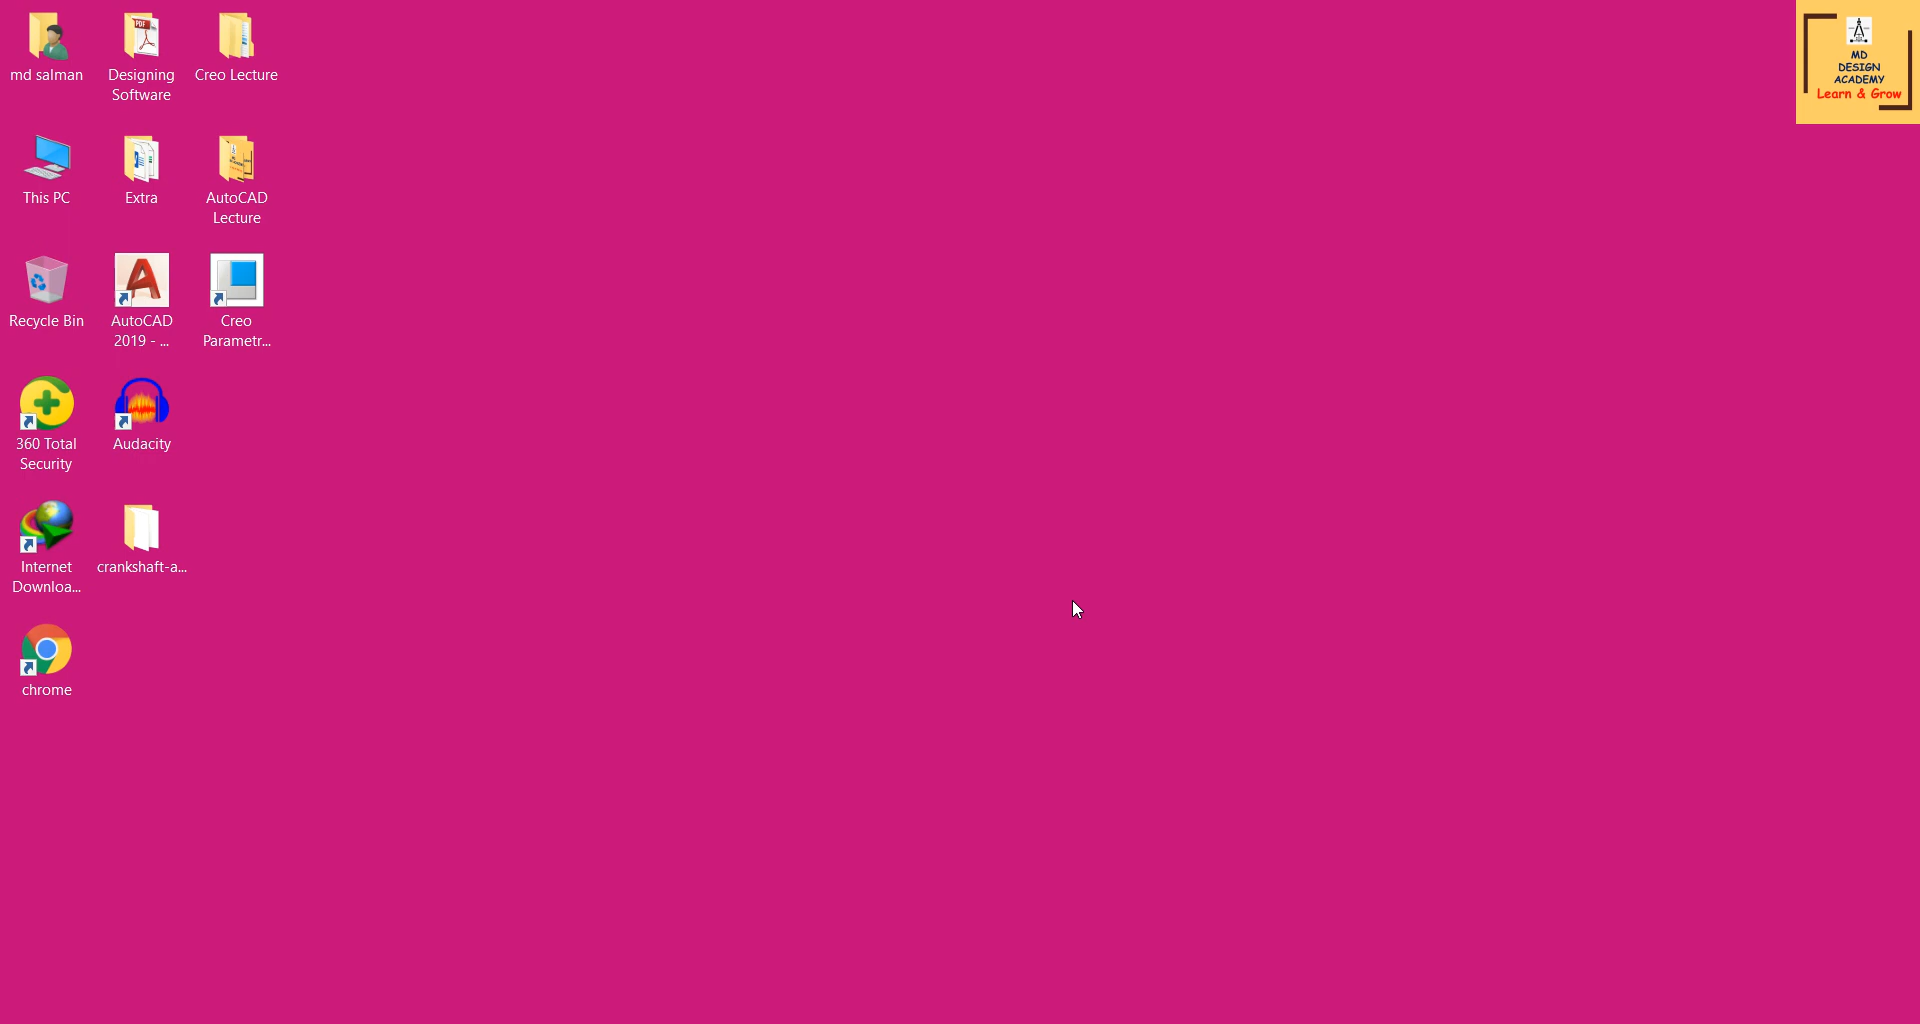 md salman
Designing
Software
Creo Lecture
This PC
Extra
AutoCAD
Lecture
Recycle Bin
AutoCAD
2019 - ...
Creo
Parametr...
360 Total
Security
Audacity
Internet
Downloa...
crankshaft-a...
chrome
PDF
MD
DESIGN
ACADEMY
Learn & Grow